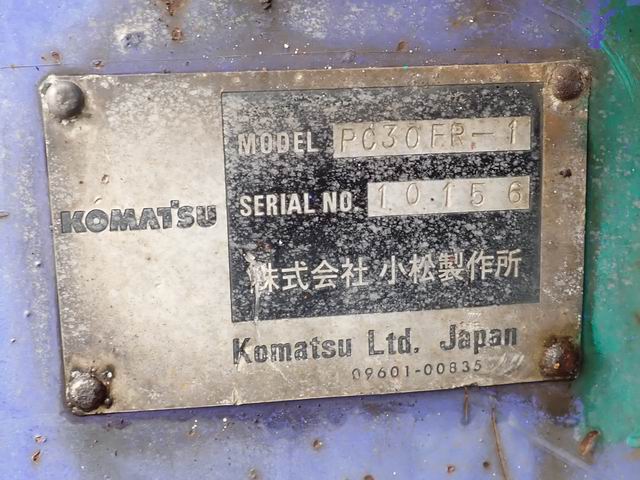 KOMATSU
MODEL PC30FR-1
SERIAL NO. 10156
株式会社 小松製作所
Komatsu Ltd. Japan
09601-00835